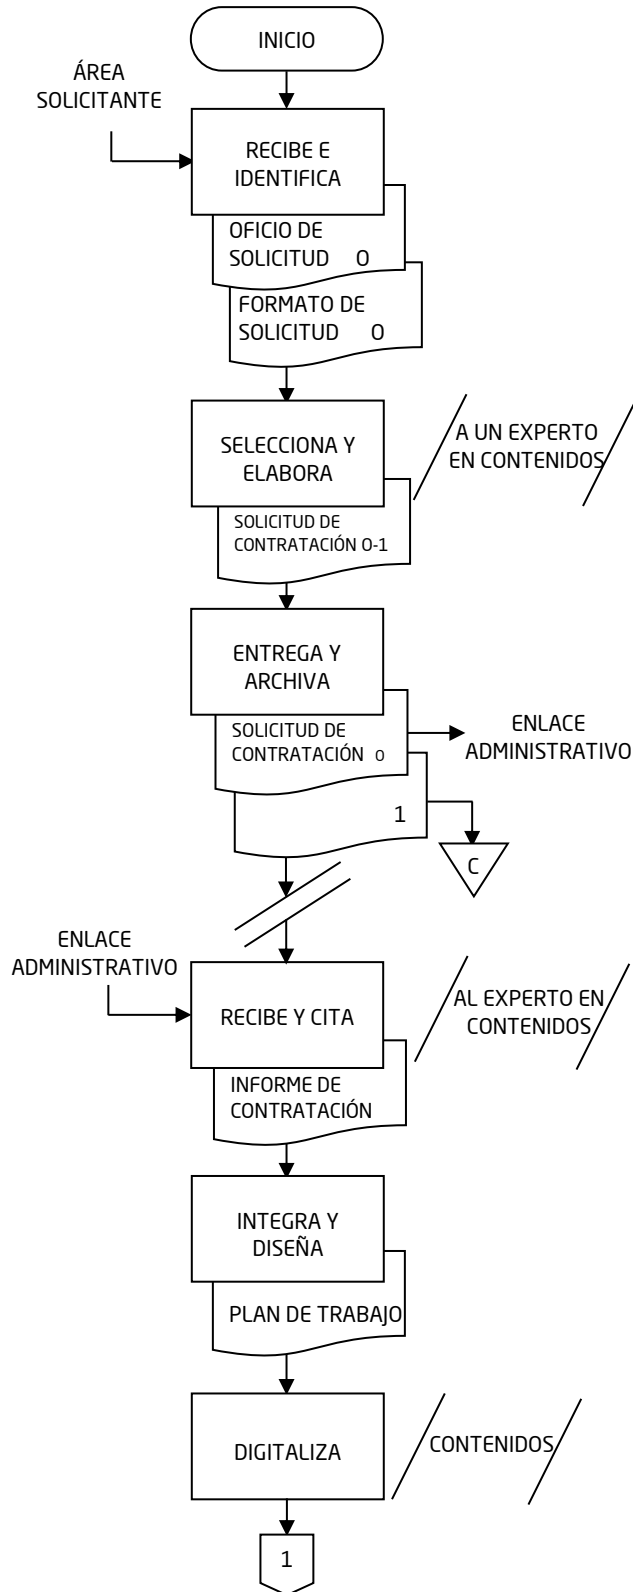 INICIO
ÁREA
SOLICITANTE
RECIBE E
IDENTIFICA
OFICIO DE
SOLICITUD O
FORMATO DE
SOLICITUD O
SELECCIONA Y
ELABORA
A UN EXPERTO
EN CONTENIDOS
SOLICITUD DE
CONTRATACIÓN O-1
ENTREGA Y
ARCHIVA
SOLICITUD DE
CONTRATACIÓN O
ENLACE
ADMINISTRATIVO
1
C
ENLACE
ADMINISTRATIVO
RECIBE Y CITA
AL EXPERTO EN
CONTENIDOS
INFORME DE
CONTRATACIÓN
INTEGRA Y
DISEÑA
PLAN DE TRABAJO
DIGITALIZA
CONTENIDOS
1